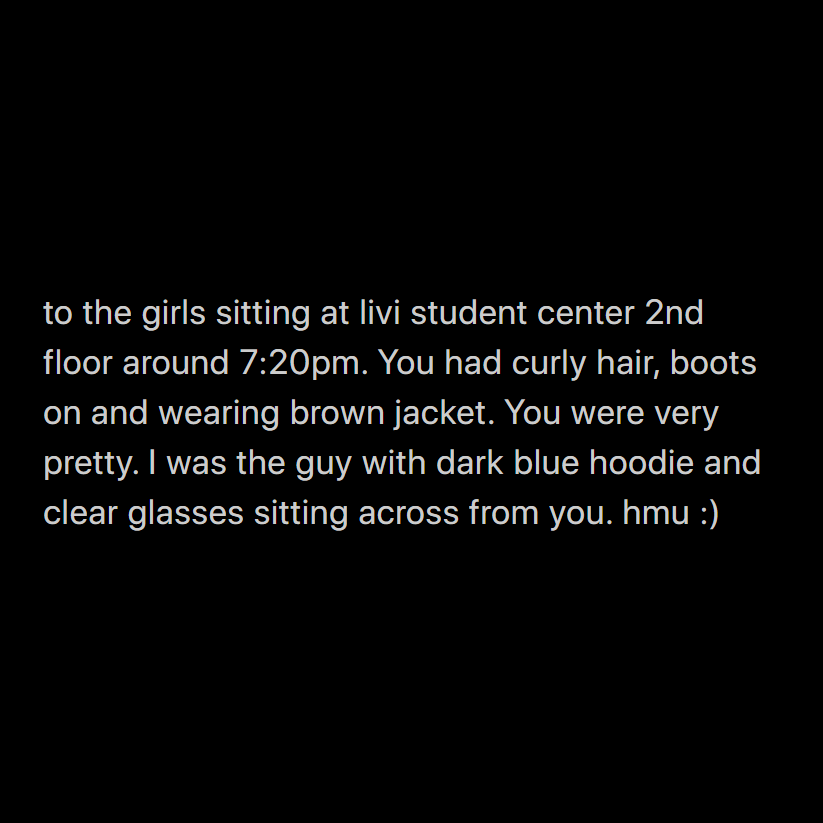 to the girls sitting at livi student center 2nd
floor around 7:20pm. You had curly hair, boots
on and wearing brown jacket. You were very
pretty. I was the guy with dark blue hoodie and
clear glasses sitting across from you. hmu :)